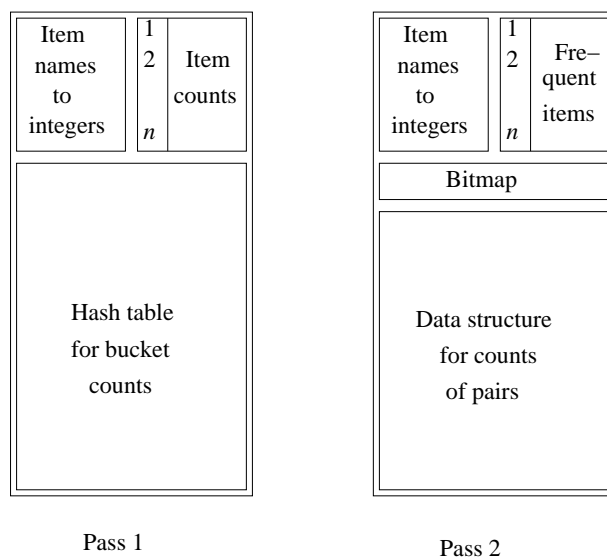 Item
names
to
integers
1
2
n
Item
counts
Hash table
for bucket
counts
Pass 1
Item
names
to
integers
1
2
n
Fre–
quent
items
Bitmap
Data structure
for counts
of pairs
Pass 2